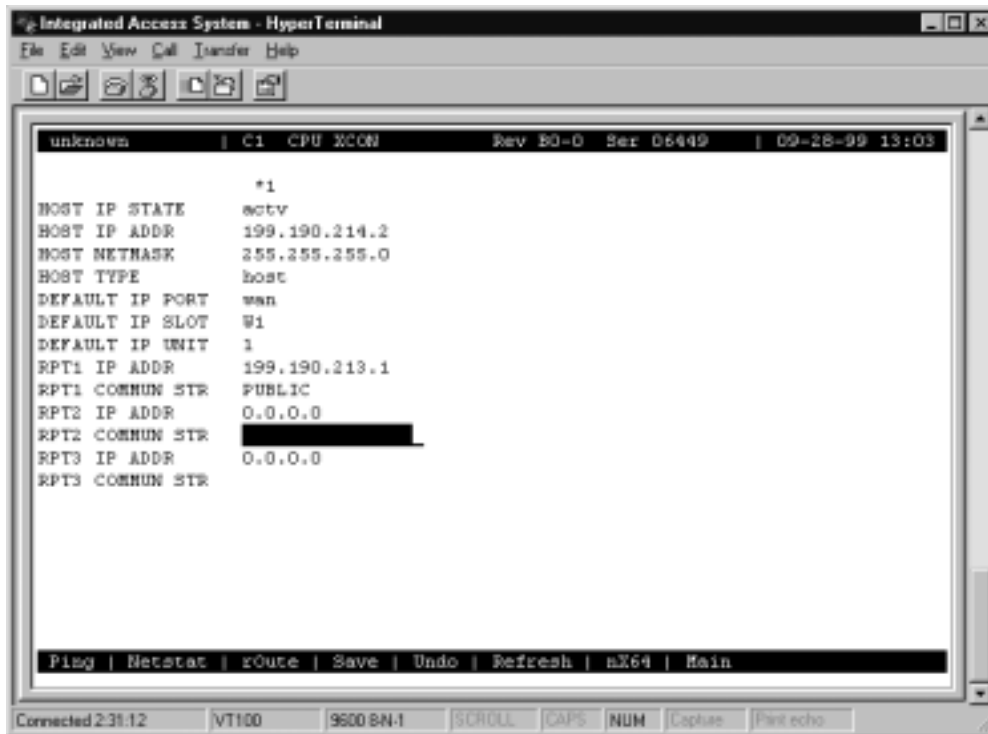 Integrated Access System - HyperTerminal
File Edit View Call Transfer Help
unknown | C1 CPU XCON Rev B0-0 Ser 06449 | 09-28-99 13:03
*1
HOST IP STATE actv
HOST IP ADDR 199.190.214.2
HOST NETMASK 255.255.255.0
HOST TYPE host
DEFAULT IP PORT wan
DEFAULT IP SLOT W1
DEFAULT IP UNIT 1
RPT1 IP ADDR 199.190.213.1
RPT1 COMMUN STR PUBLIC
RPT2 IP ADDR 0.0.0.0
RPT2 COMMUN STR
RPT3 IP ADDR 0.0.0.0
RPT3 COMMUN STR
Ping | Netstat | rOute | Save | Undo | Refresh | nX64 | Main
Connected 2:31:12 VT100 9600 8-N-1 SCROLL CAPS NUM Capture Print echo